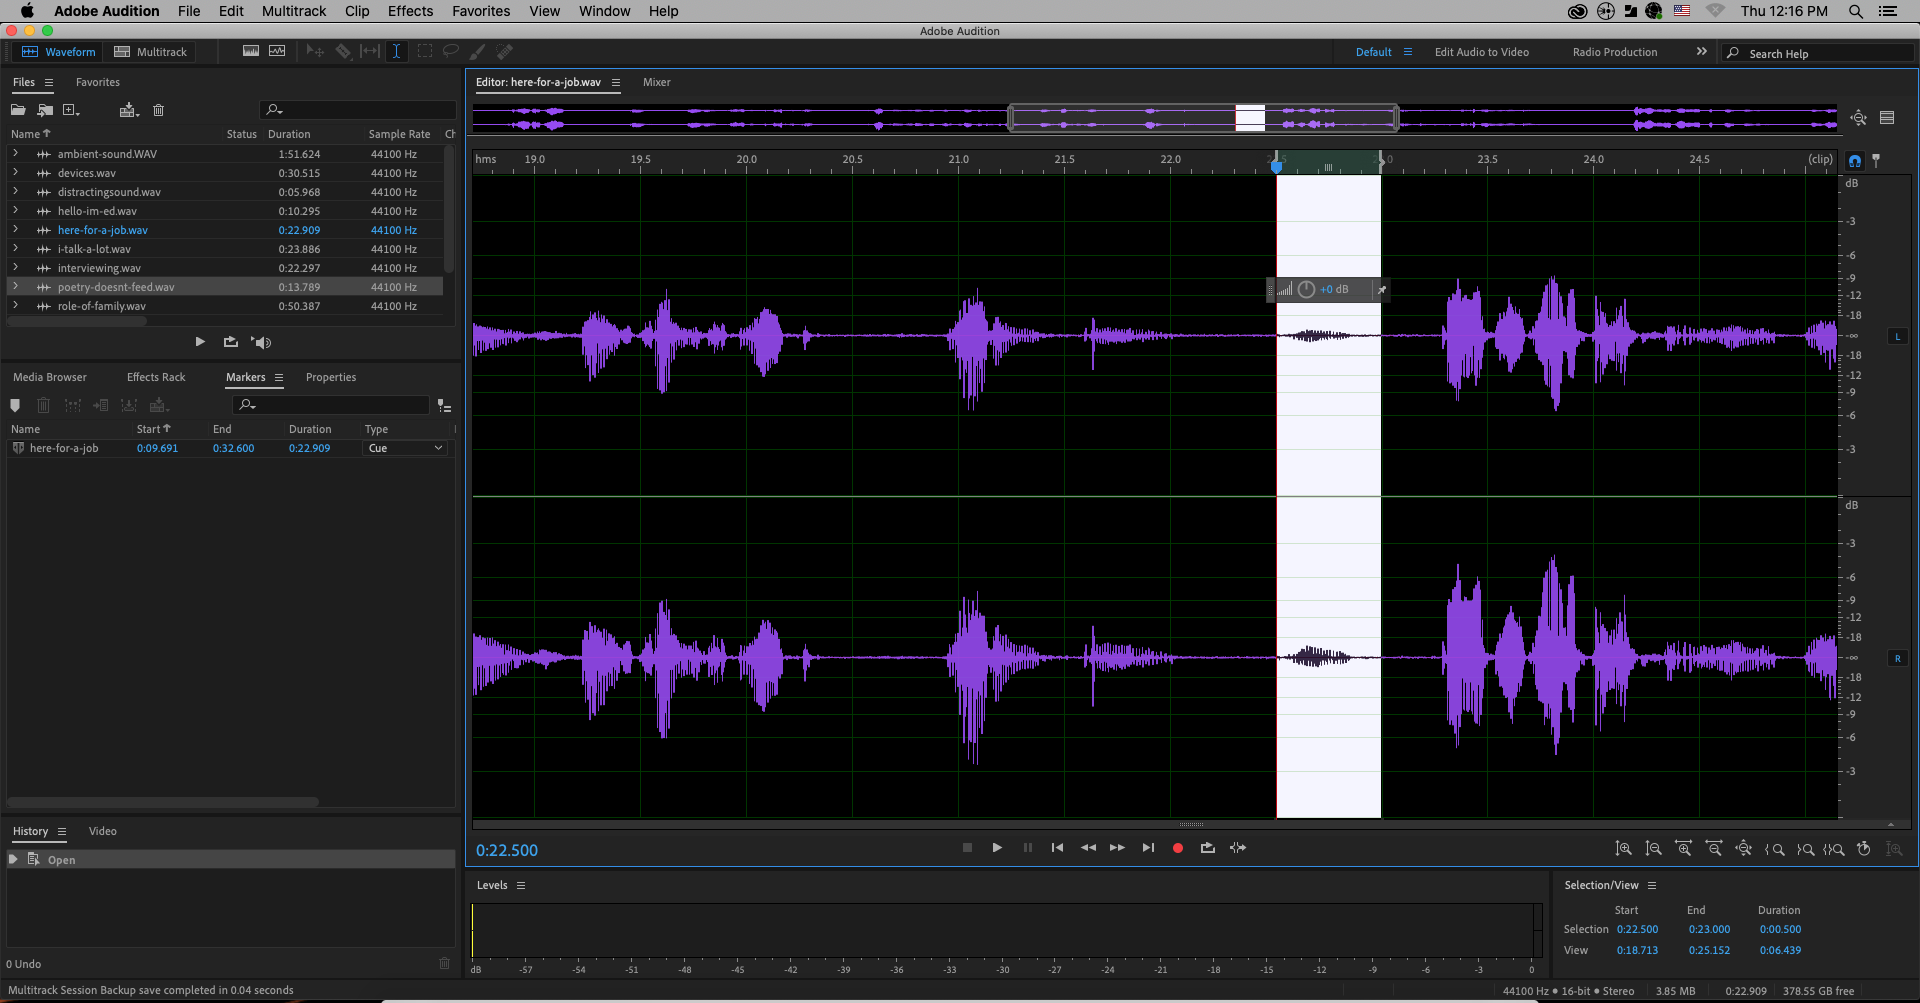 Adobe Audition File Edit Multitrack Clip Effects Favorites View Window Help Thu 12:16 PM
Adobe Audition
Waveform Multitrack Default Edit Audio to Video Radio Production Search Help
Files Favorites
Name Status Duration Sample Rate Ch
ambient-sound.WAV 1:51.624 44100 Hz
devices.wav 0:30.515 44100 Hz
distractingsound.wav 0:05.968 44100 Hz
hello-im-ed.wav 0:10.295 44100 Hz
here-for-a-job.wav 0:22.909 44100 Hz
i-talk-a-lot.wav 0:23.886 44100 Hz
interviewing.wav 0:22.297 44100 Hz
poetry-doesnt-feed.wav 0:13.789 44100 Hz
role-of-family.wav 0:50.387 44100 Hz
Media Browser Effects Rack Markers Properties
Name Start End Duration Type
here-for-a-job 0:09.691 0:32.600 0:22.909 Cue
History Video
Open
0 Undo
Multitrack Session Backup save completed in 0.04 seconds
Editor: here-for-a-job.wav Mixer
hms 19.0 19.5 20.0 20.5 21.0 21.5 22.0 23.5 24.0 24.5 (clip)
+0 dB
dB
-3
-6
-9
-12
-18
-∞
-18
-12
-9
-6
-3
L
dB
-3
-6
-9
-12
-18
-∞
-18
-12
-9
-6
-3
R
0:22.500
Levels
dB -57 -54 -51 -48 -45 -42 -39 -36 -33 -30 -27 -24 -21 -18 -15 -12 -9 -6 -3 0
Selection/View
Start End Duration
Selection 0:22.500 0:23.000 0:00.500
View 0:18.713 0:25.152 0:06.439
44100 Hz • 16-bit • Stereo 3.85 MB 0:22.909 378.55 GB free